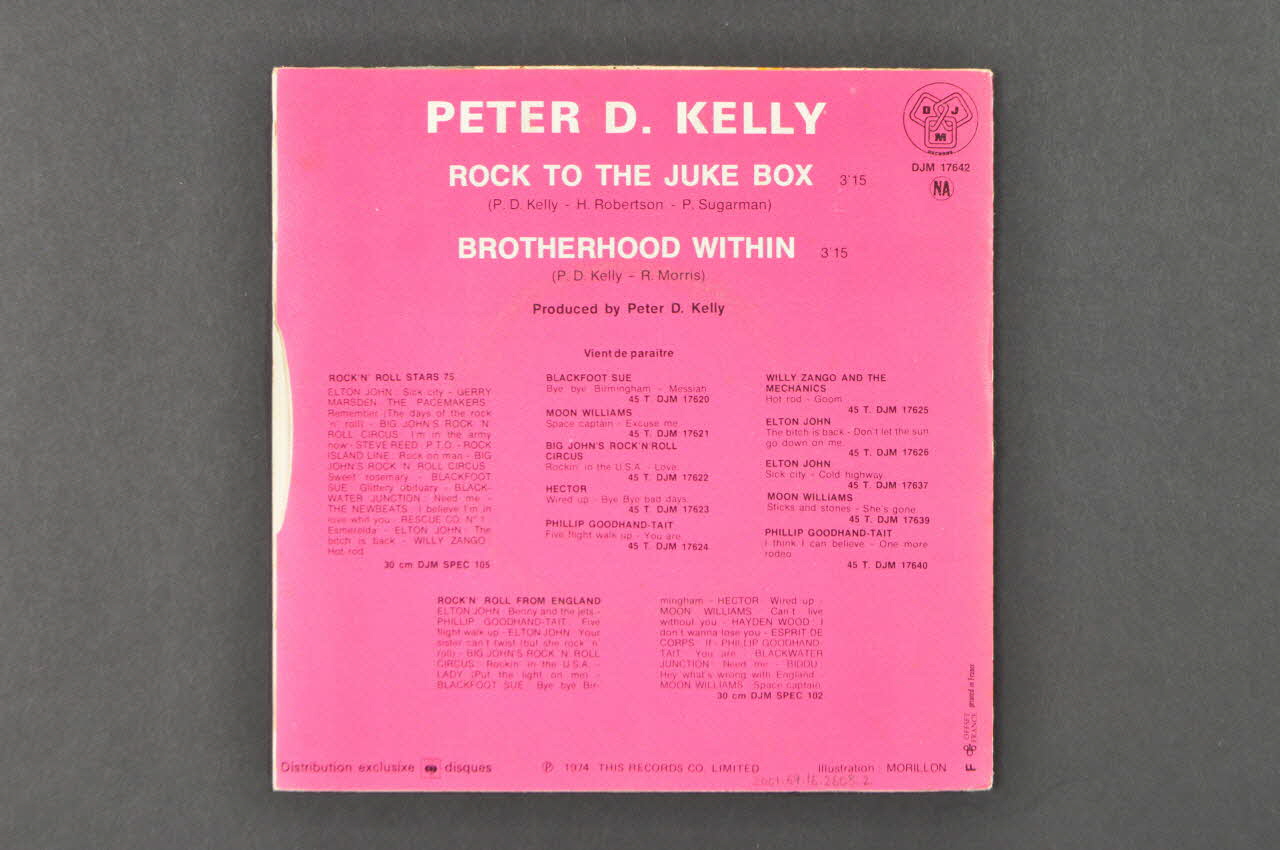 PETER D. KELLY
ROCK TO THE JUKE BOX 3'15
(P. D. Kelly - H. Robertson - P. Sugarman)
BROTHERHOOD WITHIN 3'15
(P. D. Kelly - R. Morris)
Produced by Peter D. Kelly
D J
M
RECORDS
DJM 17642
NA
Vient de paraitre
ROCK'N' ROLL STARS 75
ELTON JOHN : Sick city - GERRY
MARSDEN THE PACEMAKERS :
Remember (The days of the rock
'n' roll) - BIG JOHN'S ROCK 'N'
ROLL CIRCUS : I'm in the army
now - STEVE REED : P.T.O. - ROCK
ISLAND LINE : Rock on man - BIG
JOHN'S ROCK 'N' ROLL CIRCUS :
Sweet rosemary - BLACKFOOT
SUE : Glittery obituary - BLACK-
WATER JUNCTION : Need me -
THE NEWBEATS : I believe I'm in
love whit you - RESCUE CO. N° 1 :
Esmerelda - ELTON JOHN : The
bitch is back - WILLY ZANGO :
Hot rod
30 cm DJM SPEC 105
BLACKFOOT SUE
Bye bye Birmingham - Messiah.
45 T. DJM 17620
MOON WILLIAMS
Space captain - Excuse me.
45 T. DJM 17621
BIG JOHN'S ROCK'N'ROLL
CIRCUS
Rockin' in the U.S.A. - Love.
45 T. DJM 17622
HECTOR
Wired up - Bye Bye bad days.
45 T. DJM 17623
PHILLIP GOODHAND-TAIT
Five flight walk up - You are.
45 T. DJM 17624
WILLY ZANGO AND THE
MECHANICS
Hot rod - Goom.
45 T. DJM 17625
ELTON JOHN
The bitch is back - Don't let the sun
go down on me.
45 T. DJM 17626
ELTON JOHN
Sick city - Cold highway.
45 T. DJM 17637
MOON WILLIAMS
Sticks and stones - She's gone.
45 T. DJM 17639
PHILLIP GOODHAND-TAIT
I think I can believe - One more
rodeo.
45 T. DJM 17640
ROCK'N' ROLL FROM ENGLAND
ELTON JOHN : Benny and the jets -
PHILLIP GOODHAND-TAIT : Five
flight walk up - ELTON JOHN : Your
sister can't twist (but she rock 'n'
roll) - BIG JOHN'S ROCK 'N' ROLL
CIRCUS : Rockin' in the U.S.A. -
LADY (Put the light on me) -
BLACKFOOT SUE : Bye bye Bir-
mingham - HECTOR : Wired up -
MOON WILLIAMS : Can't live
without you - HAYDEN WOOD : I
don't wanna lose you - ESPRIT DE
CORPS : If - PHILLIP GOODHAND-
TAIT : You are - BLACKWATER
JUNCTION : Need me - BIDDU :
Hey what's wrong with England -
MOON WILLIAMS : Space captain.
30 cm DJM SPEC 102
F OFFSET FRANCE printed in France
Distribution exclusixe disques
℗ 1974 THIS RECORDS CO. LIMITED
Illustration : MORILLON
2001.69.16.2608.2